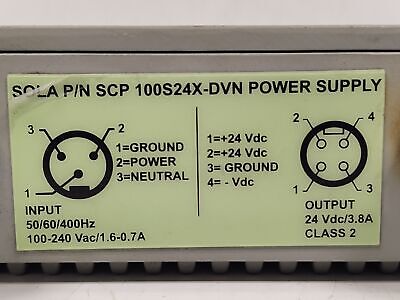 SOLA P/N SCP 100S24X-DVN POWER SUPPLY
3 2
1
1=GROUND
2=POWER
3=NEUTRAL
INPUT
50/60/400Hz
100-240 Vac/1.6-0.7A
1=+24 Vdc
2=+24 Vdc
3= GROUND
4= - Vdc
2 4
1 3
OUTPUT
24 Vdc/3.8A
CLASS 2